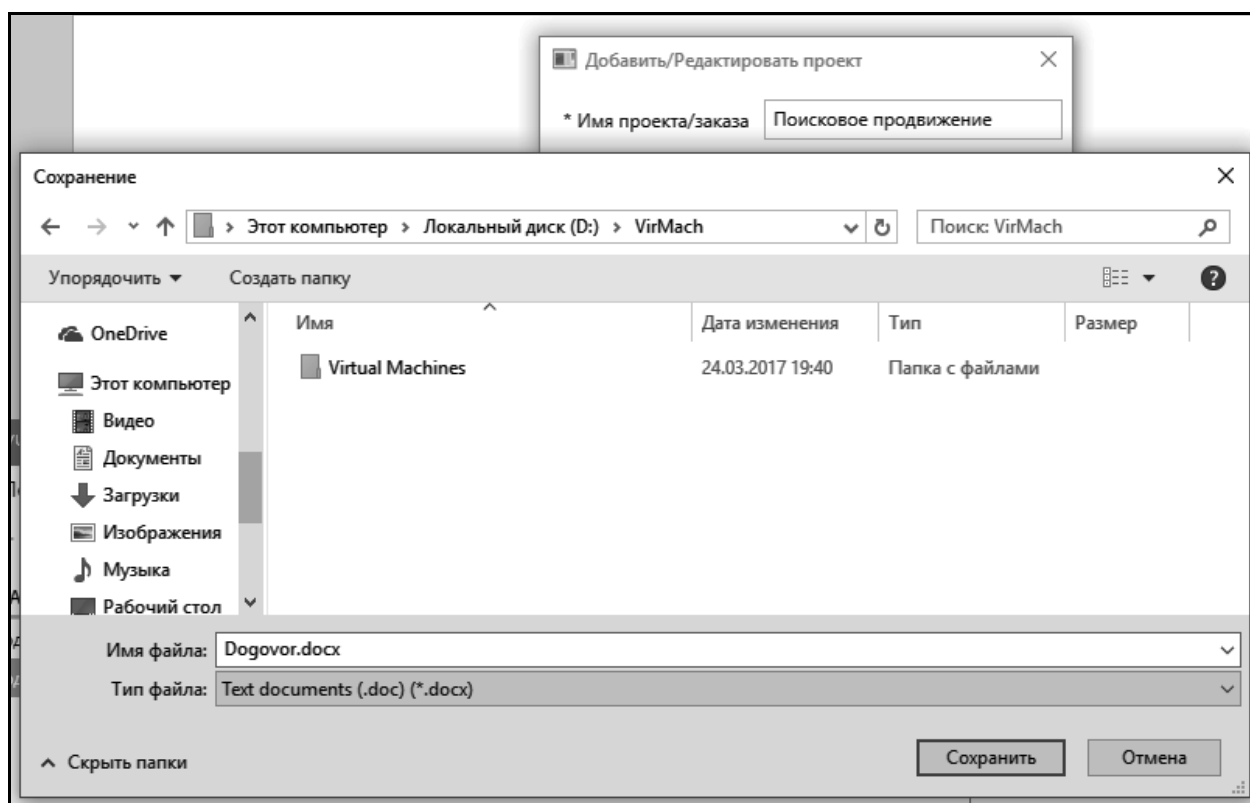 Добавить/Редактировать проект
* Имя проекта/заказа Поисковое продвижение
Сохранение
Этот компьютер > Локальный диск (D:) > VirMach Поиск: VirMach
Упорядочить Создать папку
Имя Дата изменения Тип Размер
Virtual Machines 24.03.2017 19:40 Папка с файлами
OneDrive
Этот компьютер
Видео
Документы
Загрузки
Изображения
Музыка
Рабочий стол
Имя файла: Dogovor.docx
Тип файла: Text documents (.doc) (*.docx)
Скрыть папки Сохранить Отмена